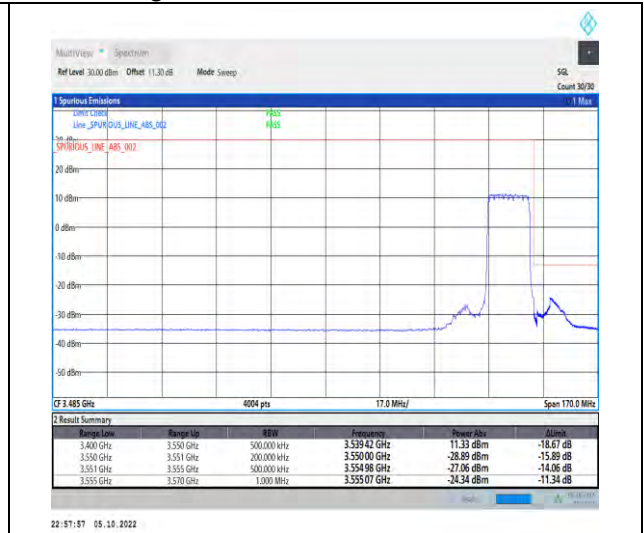 MultiView Spectrum
Ref Level 30.00 dBm Offset 11.30 dB Mode Sweep SGL
Count 30/30
1 Spurious Emissions 1 Max
Limit Check PASS
Line _SPURIOUS_LINE_ABS_002 PASS
_SPURIOUS_LINE_ABS_002
20 dBm
10 dBm
0 dBm
-10 dBm
-20 dBm
-30 dBm
-40 dBm
-50 dBm
CF 3.485 GHz 4004 pts 17.0 MHz/ Span 170.0 MHz
2 Result Summary
Range Low Range Up RBW Frequency Power Abs ΔLimit
3.400 GHz 3.550 GHz 500.000 kHz 3.539 42 GHz 11.33 dBm -18.67 dB
3.550 GHz 3.551 GHz 200.000 kHz 3.550 00 GHz -28.89 dBm -15.89 dB
3.551 GHz 3.555 GHz 500.000 kHz 3.554 98 GHz -27.06 dBm -14.06 dB
3.555 GHz 3.570 GHz 1.000 MHz 3.555 07 GHz -24.34 dBm -11.34 dB
22:57:57 05.10.2022